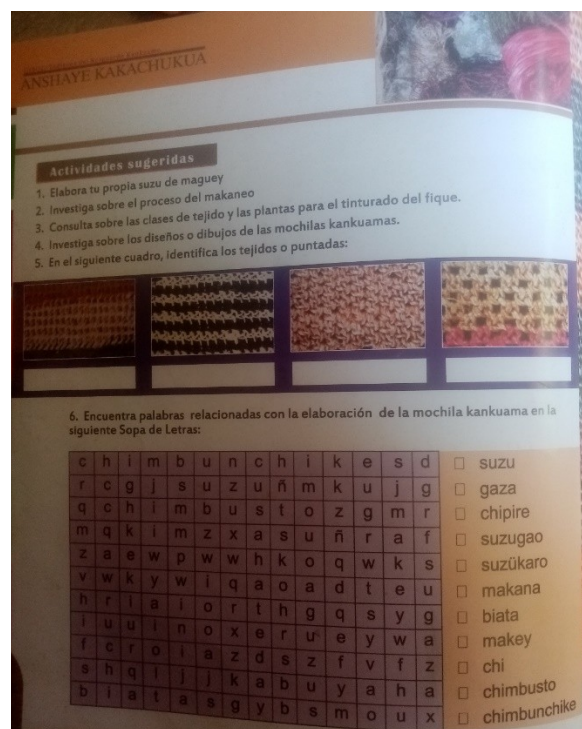 ANSHAYE KAKACHUKUA
Actividades sugeridas
1. Elabora tu propia suzu de maguey
2. Investiga sobre el proceso del makaneo
3. Consulta sobre las clases de tejido y las plantas para el tinturado del fique.
4. Investiga sobre los diseños o dibujos de las mochilas kankuamas.
5. En el siguiente cuadro, identifica los tejidos o puntadas:
6. Encuentra palabras relacionadas con la elaboración de la mochila kankuama en la
siguiente Sopa de Letras:
c h i m b u n c h i k e s d
r c g j s u z u ñ m k u j g
q c h i m b u s t o z g m r
m q k i m z x a s u ñ r a f
z a e w p w w h k o q w k s
v w k y w i q a o a d t e u
h r i a i o r t h g q s y g
i u u i n o x e r u e y w a
f c r o i a z d s z f v f z
s h q i j j k a b u y a h a
b i a t a s g y b s m o u x
suzu
gaza
chipire
suzugao
suzükaro
makana
biata
makey
chi
chimbusto
chimbunchike